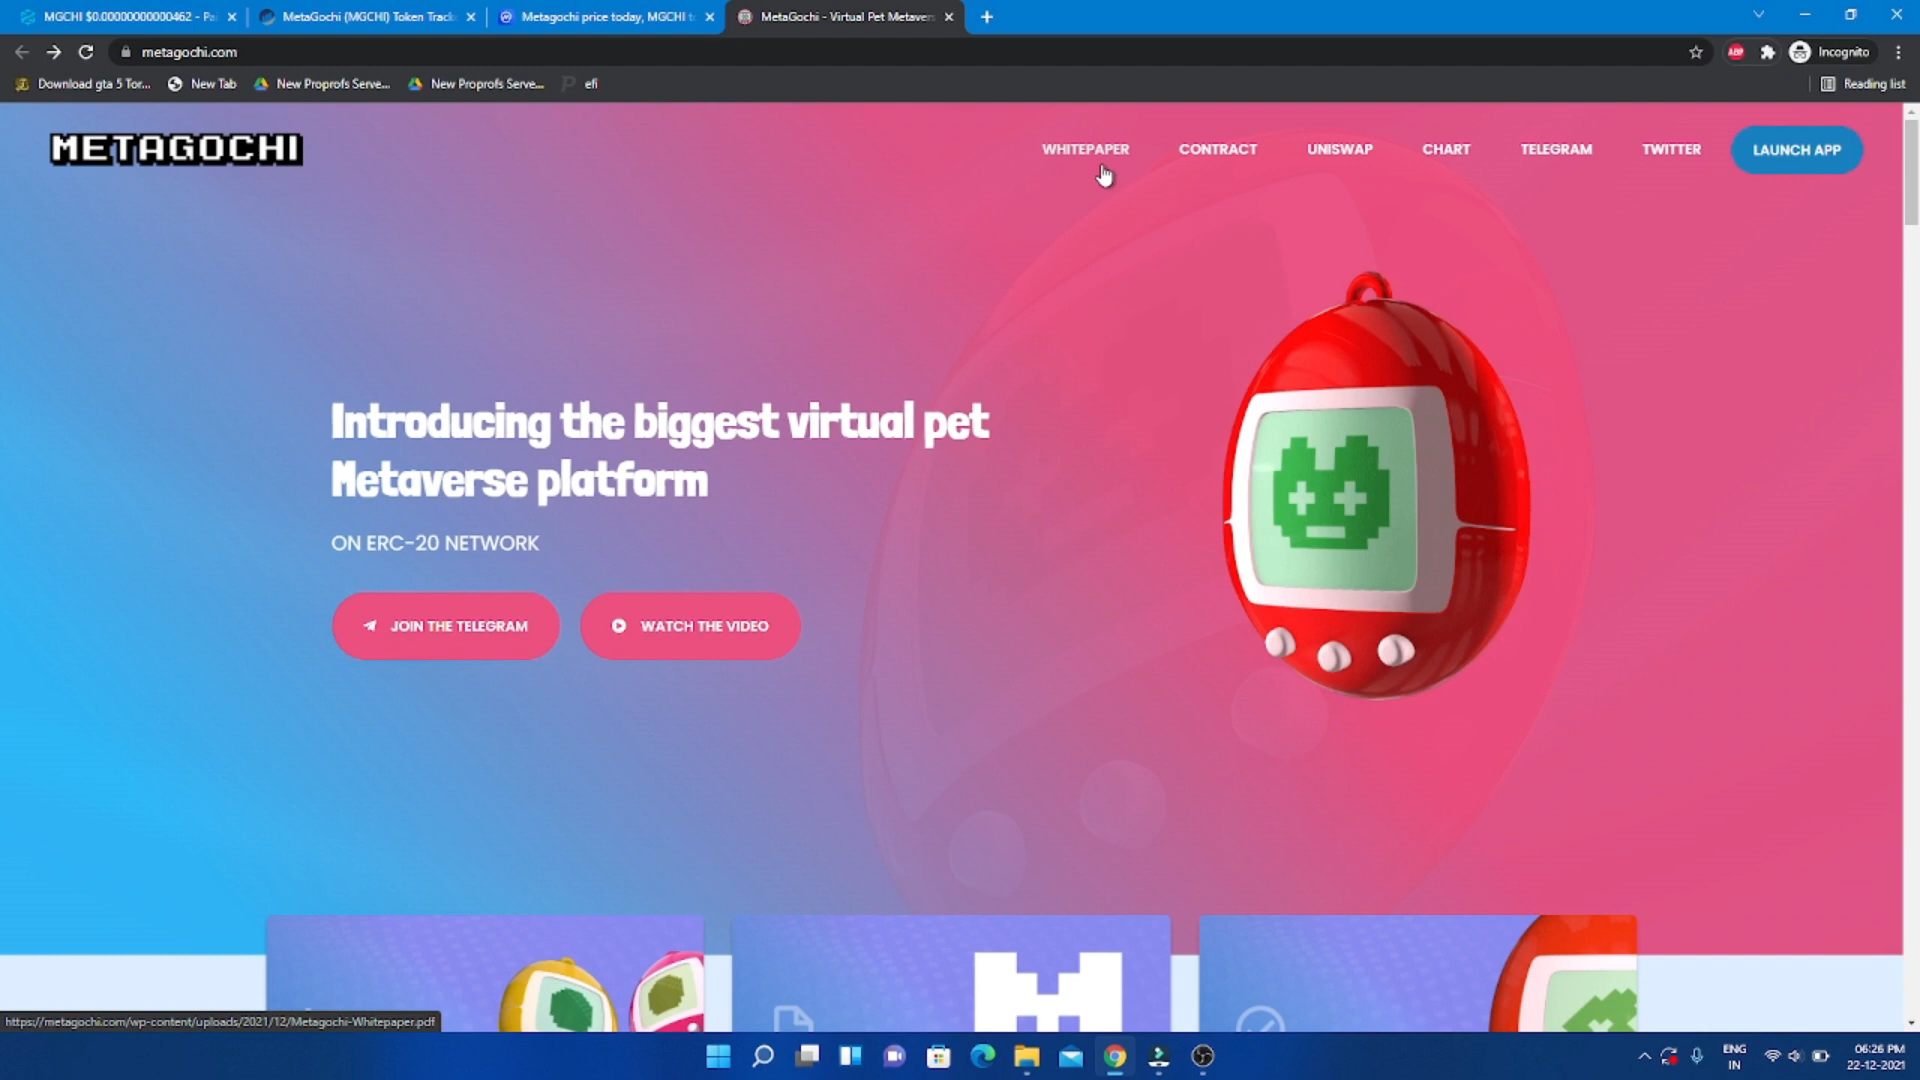 MGCHI $0.00000000000462 - Pai
MetaGochi (MGCHI) Token Track
Metagochi price today, MGCHI t
MetaGochi - Virtual Pet Metaver
metagochi.com
ABP
Incognito
Download gta 5 Tor...
New Tab
New Proprofs Serve...
New Proprofs Serve...
efi
Reading list
METAGOCHI
WHITEPAPER
CONTRACT
UNISWAP
CHART
TELEGRAM
TWITTER
LAUNCH APP
Introducing the biggest virtual pet
Metaverse platform
ON ERC-20 NETWORK
JOIN THE TELEGRAM
WATCH THE VIDEO
https://metagochi.com/wp-content/uploads/2021/12/Metagochi-Whitepaper.pdf
ENG
IN
06:26 PM
22-12-2021